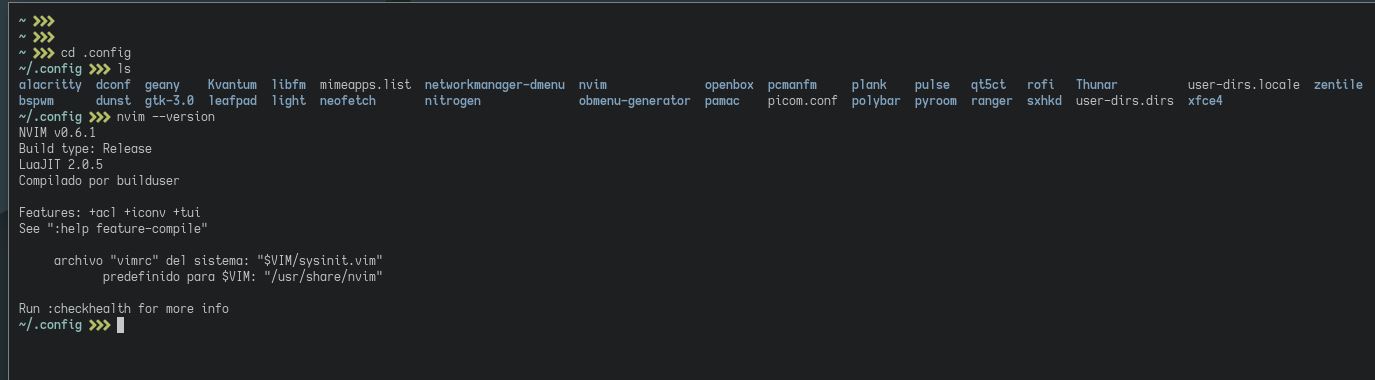 ~ ❯❯❯
~ ❯❯❯
~ ❯❯❯ cd .config
~/.config ❯❯❯ ls
alacritty  dconf  geany    Kvantum   libfm  mimeapps.list  networkmanager-dmenu  nvim              openbox  pcmanfm     plank    pulse   qt5ct   rofi   Thunar          user-dirs.locale  zentile
bspwm      dunst  gtk-3.0  leafpad   light  neofetch       nitrogen              obmenu-generator  pamac    picom.conf  polybar  pyroom  ranger  sxhkd  user-dirs.dirs  xfce4
~/.config ❯❯❯ nvim --version
NVIM v0.6.1
Build type: Release
LuaJIT 2.0.5
Compilado por builduser
Features: +acl +iconv +tui
See ":help feature-compile"
archivo "vimrc" del sistema: "$VIM/sysinit.vim"
predefinido para $VIM: "/usr/share/nvim"
Run :checkhealth for more info
~/.config ❯❯❯